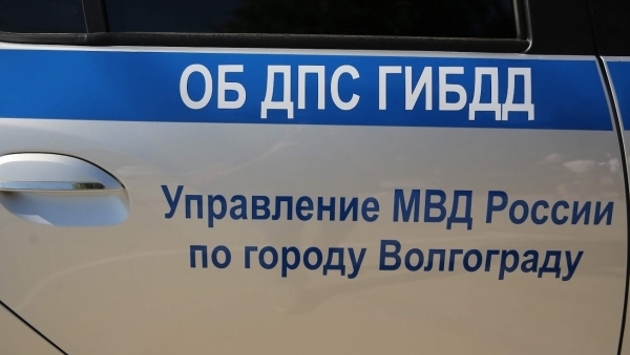 ОБ ДПС ГИБДД
Управление МВД России
по городу Волгограду